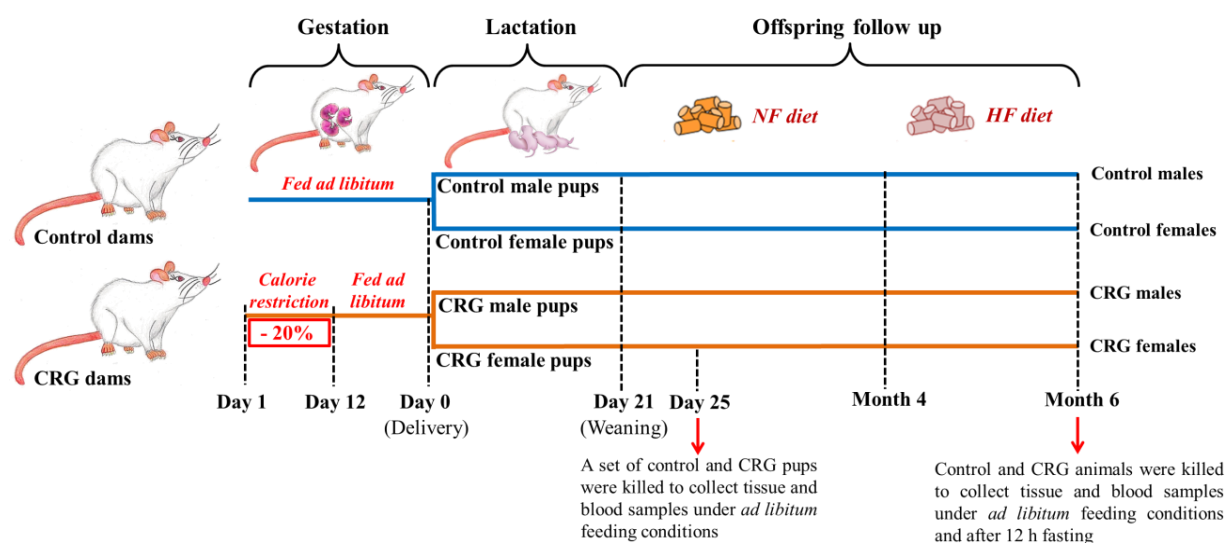 Gestation
Lactation
Offspring follow up
NF diet
HF diet
Fed ad libitum
Control male pups
Control males
Control dams
Control female pups
Control females
Calorie
restriction
Fed ad
libitum
- 20%
CRG male pups
CRG males
CRG dams
CRG female pups
CRG females
Day 1
Day 12
Day 0
(Delivery)
Day 21
(Weaning)
Day 25
Month 4
Month 6
A set of control and CRG pups
were killed to collect tissue and
blood samples under ad libitum
feeding conditions
Control and CRG animals were killed
to collect tissue and blood samples
under ad libitum feeding conditions
and after 12 h fasting